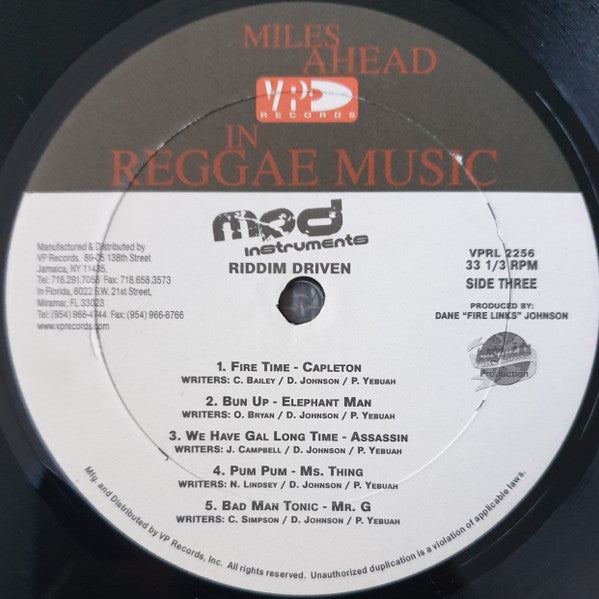 MILES
AHEAD
VP
RECORDS
IN
REGGAE MUSIC
mad
instruments
RIDDIM DRIVEN
Manufactured & Distributed by
VP Records. 89-05 138th Street
Jamaica, NY 11435.
Tel: 718.291.7058 Fax: 718.658.3573
In Florida, 6022 S.W. 21st Street,
Miramar, FL 33023
Tel: (954) 966-4744 Fax: (954) 966-8766
www.vprecords.com
VPRL 2256
33 1/3 RPM
SIDE THREE
PRODUCED BY:
DANE "FIRE LINKS" JOHNSON
Production
1. FIRE TIME - CAPLETON
WRITERS: C. BAILEY / D. JOHNSON / P. YEBUAH
2. BUN UP - ELEPHANT MAN
WRITERS: O. BRYAN / D. JOHNSON / P. YEBUAH
3. WE HAVE GAL LONG TIME - ASSASSIN
WRITERS: J. CAMPBELL / D. JOHNSON / P. YEBUAH
4. PUM PUM - MS. THING
WRITERS: N. LINDSEY / D. JOHNSON / P. YEBUAH
5. BAD MAN TONIC - MR. G
WRITERS: C. SIMPSON / D. JOHNSON / P. YEBUAH
Mfg. and Distributed by VP Records, Inc. All rights reserved. Unauthorized duplication is a violation of applicable laws.